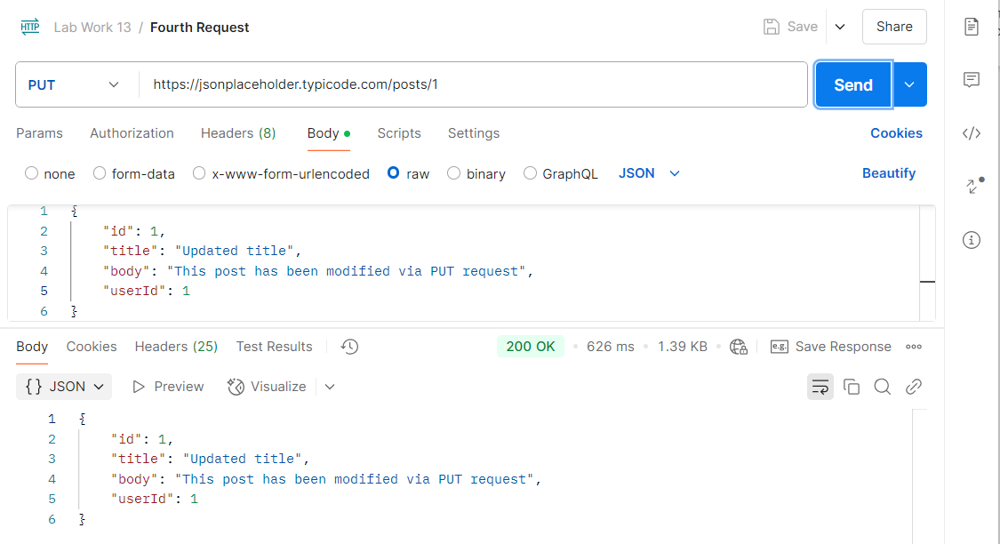 HTTP Lab Work 13 / Fourth Request Save Share
PUT https://jsonplaceholder.typicode.com/posts/1 Send
Params Authorization Headers (8) Body Scripts Settings Cookies
none form-data x-www-form-urlencoded raw binary GraphQL JSON Beautify
1 {
2 "id": 1,
3 "title": "Updated title",
4 "body": "This post has been modified via PUT request",
5 "userId": 1
6 }
Body Cookies Headers (25) Test Results 200 OK 626 ms 1.39 KB e.g. Save Response
{} JSON Preview Visualize
1 {
2 "id": 1,
3 "title": "Updated title",
4 "body": "This post has been modified via PUT request",
5 "userId": 1
6 }